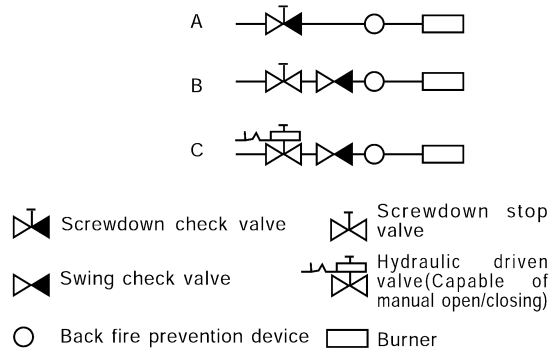 A
B
C
Screwdown check valve
Screwdown stop
valve
Swing check valve
Hydraulic driven
valve(Capable of
manual open/closing)
Back fire prevention device
Burner